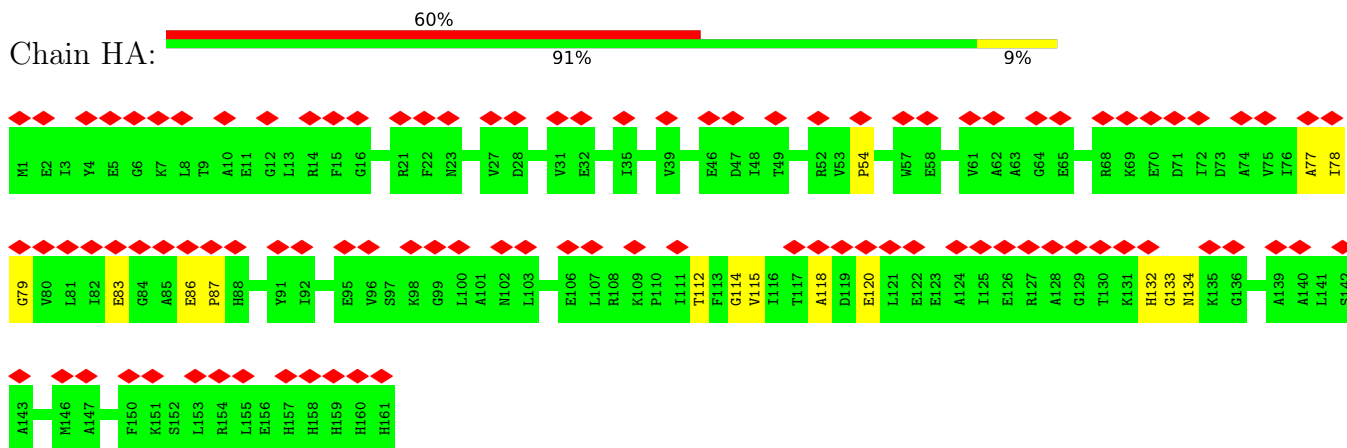 60%
Chain HA:
91% 9%
M1 E2 I3 Y4 E5 G6 K7 L8 T9 A10 E11 G12 L13 R14 F15 G16 R21 F22 N23 V27 D28 V31 E32 I35 V39 E46 D47 I48 T49 R52 V53 P54 W57 E58 V61 A62 A63 G64 E65 R68 K69 E70 D71 I72 D73 A74 V75 I76 A77 I78
G79 V80 L81 I82 E83 G84 A85 E86 P87 H88 Y91 I92 E95 V96 S97 K98 G99 L100 A101 N102 L103 E106 L107 R108 K109 P110 I111 T112 F113 G114 V115 I116 T117 A118 D119 E120 L121 E122 E123 A124 I125 E126 R127 A128 G129 T130 K131 H132 G133 N134 K135 G136 A139 A140 L141 S142
A143 M146 A147 F150 K151 S152 L153 R154 L155 E156 H157 H158 H159 H160 H161